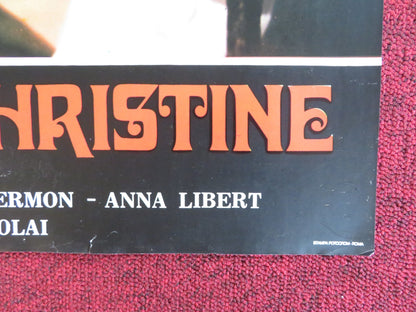 HRISTINE
ERMON - ANNA LIBERT
OLAI